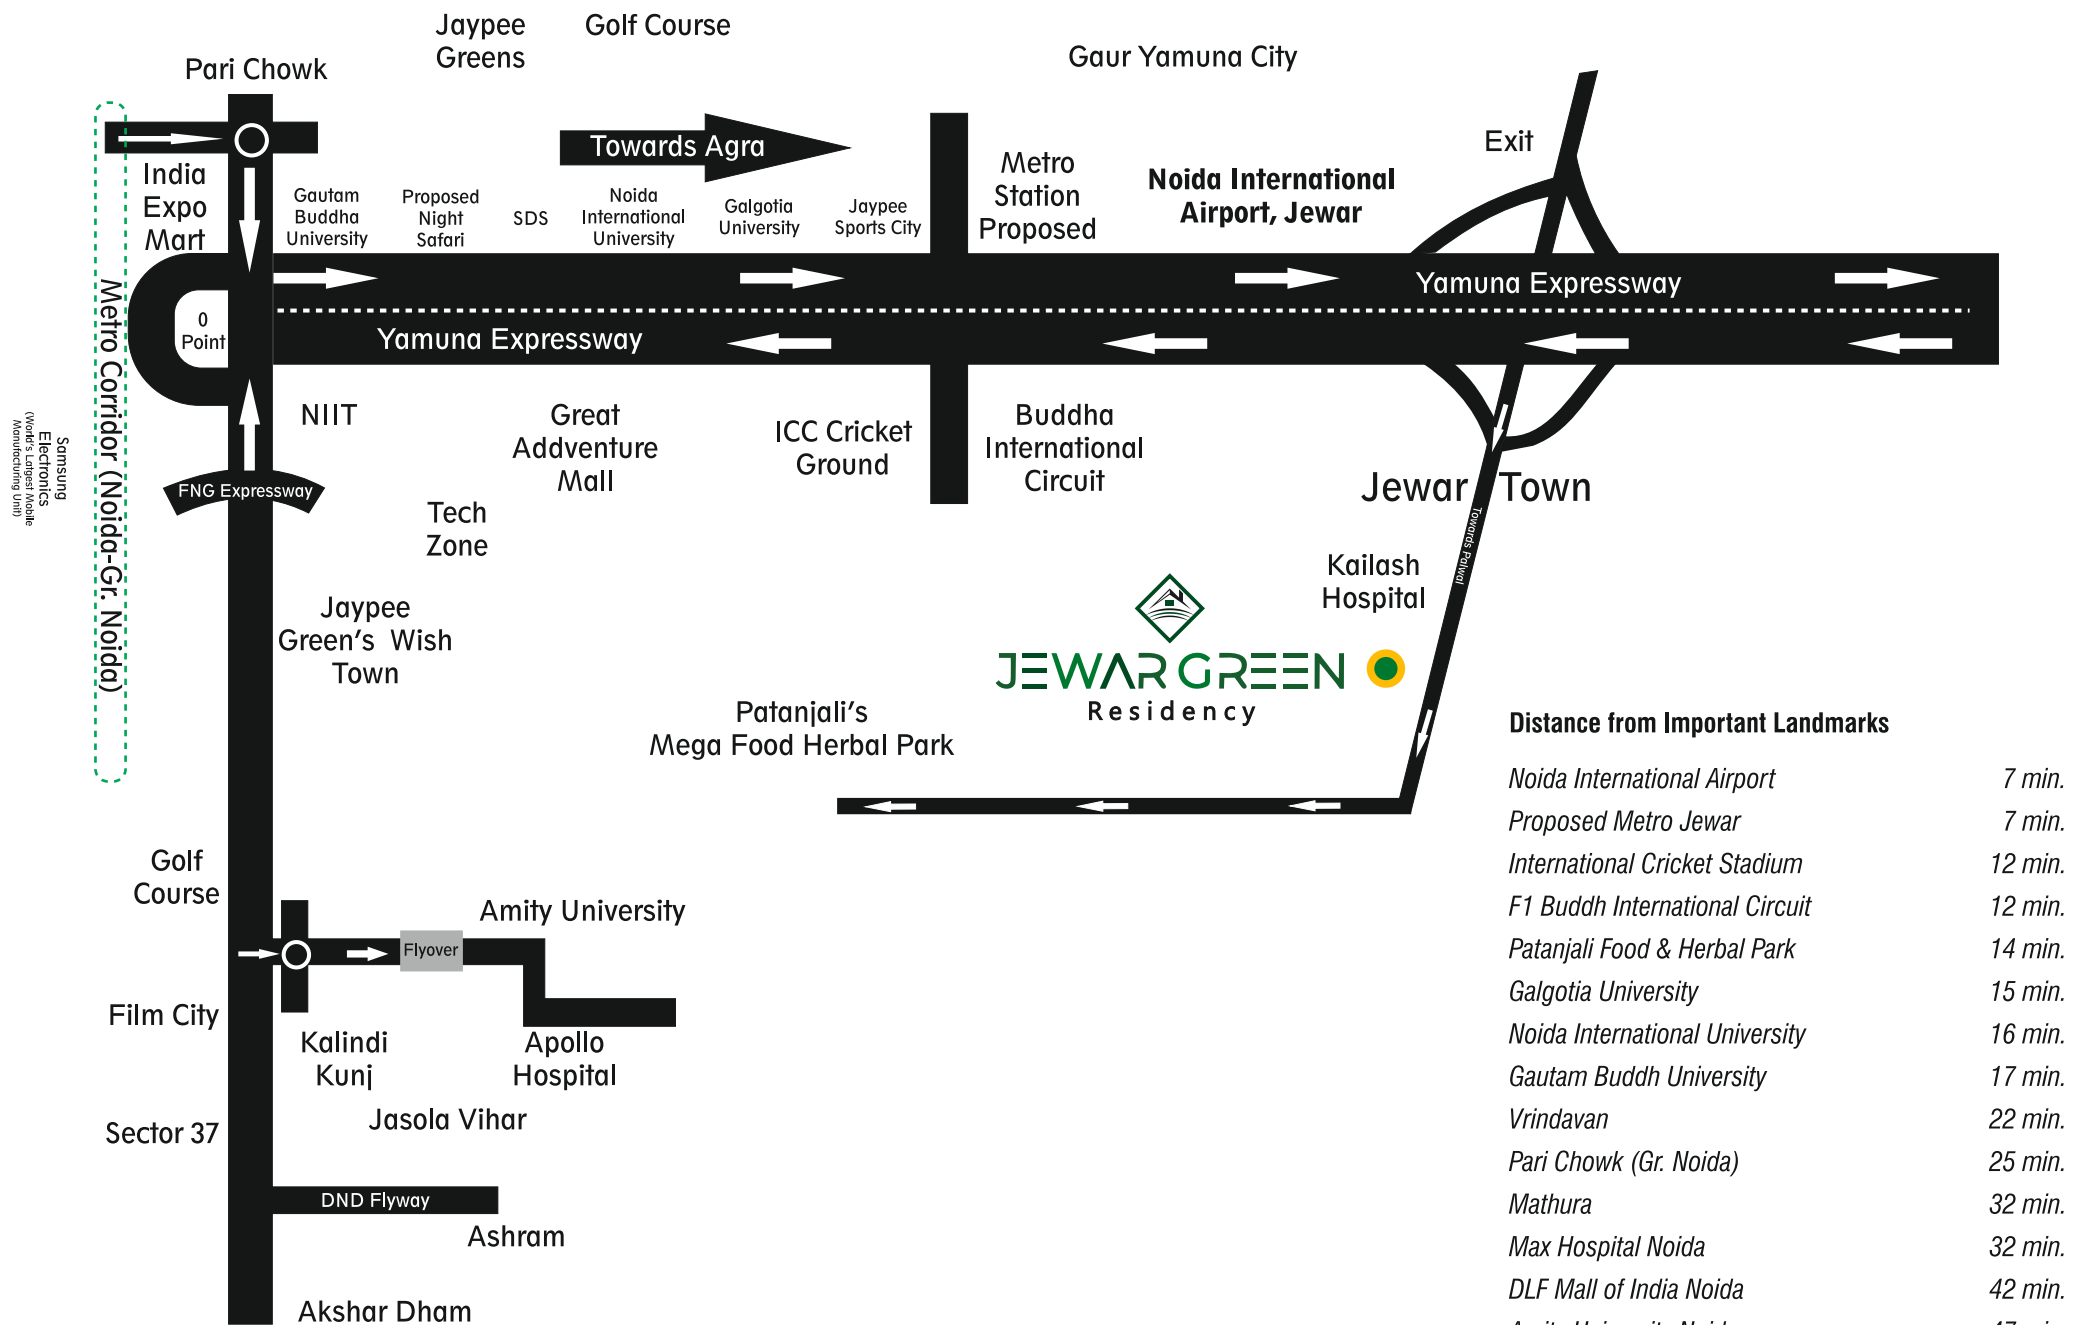 Jaypee
Greens
Golf Course
Gaur Yamuna City
Pari Chowk
Exit
Towards Agra
India
Expo
Mart
Gautam
Buddha
University
Proposed
Night
Safari
SDS
Noida
International
University
Galgotia
University
Jaypee
Sports City
Metro
Station
Proposed
Noida International
Airport, Jewar
Yamuna Expressway
0
Point
Yamuna Expressway
Metro Corridor (Noida-Gr. Noida)
Samsung
Electronics
(World's Latgest Mobile
Manufacturing Unit)
NIIT
Great
Addventure
Mall
ICC Cricket
Ground
Buddha
International
Circuit
FNG Expressway
Jewar Town
Towards Palwal
Tech
Zone
Kailash
Hospital
Jaypee
Green's Wish
Town
JEWAR GREEN
Residency
Patanjali's
Mega Food Herbal Park
Golf
Course
Amity University
Flyover
Film City
Kalindi
Kunj
Apollo
Hospital
Jasola Vihar
Sector 37
DND Flyway
Ashram
Akshar Dham
Distance from Important Landmarks
Noida International Airport 7 min.
Proposed Metro Jewar 7 min.
International Cricket Stadium 12 min.
F1 Buddh International Circuit 12 min.
Patanjali Food & Herbal Park 14 min.
Galgotia University 15 min.
Noida International University 16 min.
Gautam Buddh University 17 min.
Vrindavan 22 min.
Pari Chowk (Gr. Noida) 25 min.
Mathura 32 min.
Max Hospital Noida 32 min.
DLF Mall of India Noida 42 min.